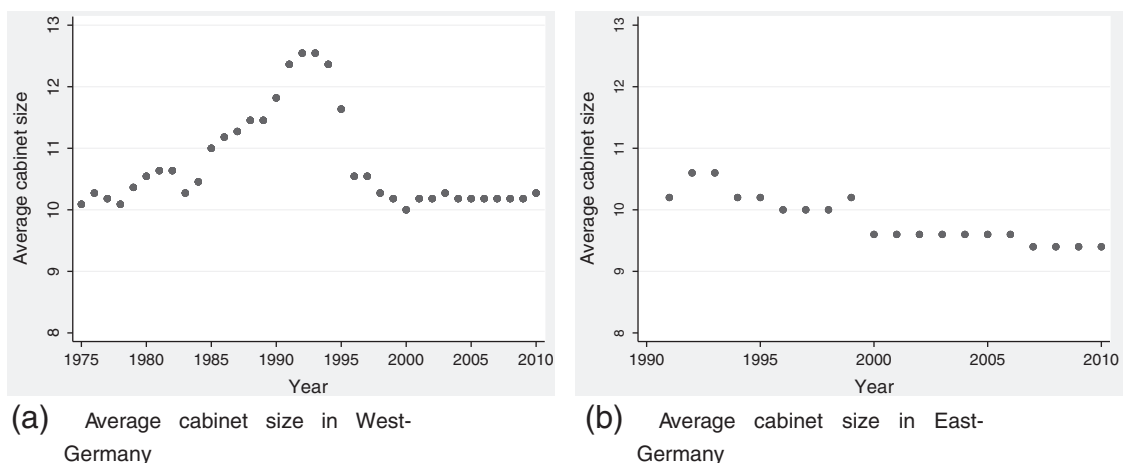 13
12
11
10
9
8
Average cabinet size
1975 1980 1985 1990 1995 2000 2005 2010
Year
(a) Average cabinet size in West-
Germany
13
12
11
10
9
8
Average cabinet size
1990 1995 2000 2005 2010
Year
(b) Average cabinet size in East-
Germany